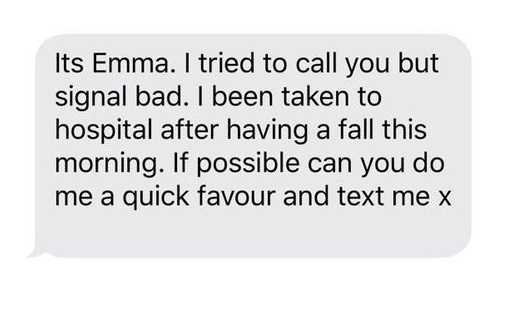 Its Emma. I tried to call you but
signal bad. I been taken to
hospital after having a fall this
morning. If possible can you do
me a quick favour and text me x